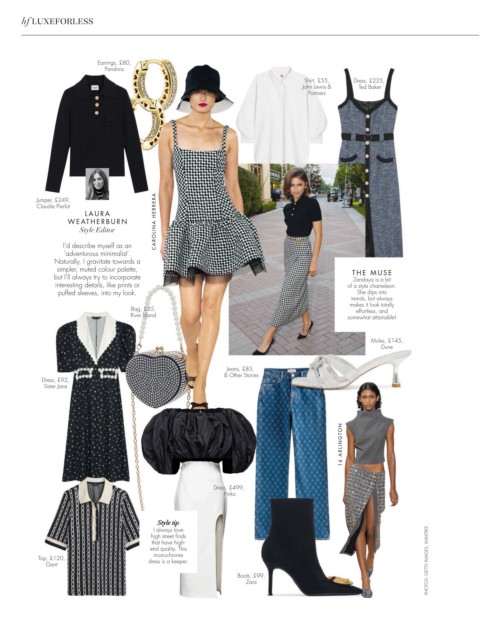 hf LUXEFORLESS
Earrings, £80,
Pandora
Shirt, £55,
John Lewis &
Partners
Dress, £225,
Ted Baker
Jumper, £249,
Claudie Pierlot
LAURA
WEATHERBURN
Style Editor
I'd describe myself as an
'adventurous minimalist'.
Naturally, I gravitate towards a
simpler, muted colour palette,
but I'll always try to incorporate
interesting details, like prints or
puffed sleeves, into my look.
CAROLINA HERRERA
THE MUSE
Zendaya is a bit
of a style chameleon.
She dips into
trends, but always
makes it look totally
effortless, and
somewhat attainable!
Bag, £35,
River Island
Mules, £145,
Dune
Dress, £92,
Sister Jane
Jeans, £85,
& Other Stories
16 ARLINGTON
Dress, £499,
Pinko
Style tip
I always love
high street finds
that have high-
end quality. This
monochrome
dress is a keeper.
Top, £120,
Gant
Boots, £99,
Zara
PHOTOS: GETTY IMAGES, IMAXTREE